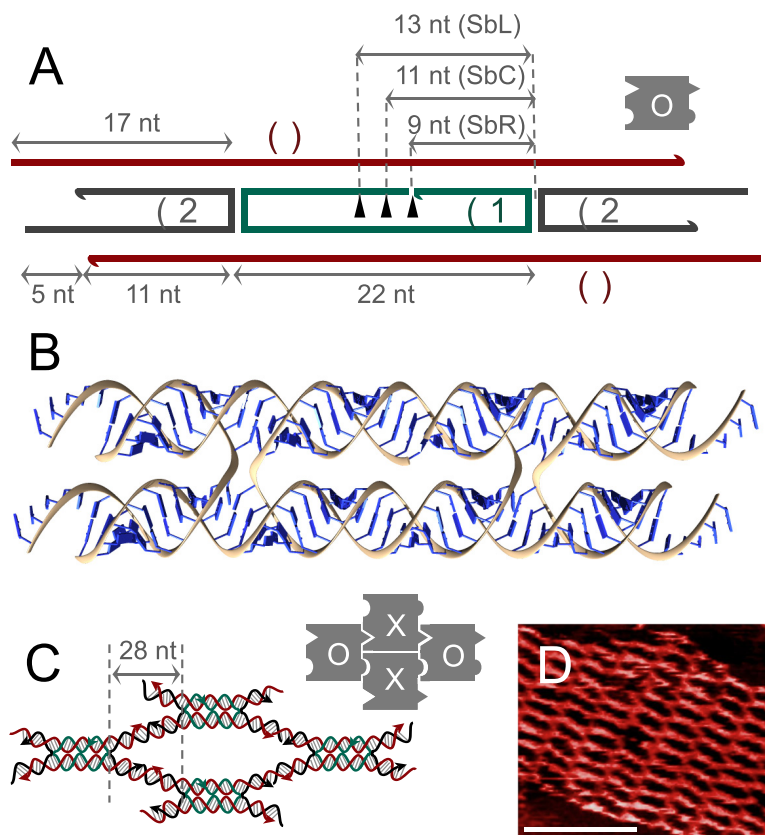 13 nt (SbL)
A
11 nt (SbC)
O
17 nt
( )
9 nt (SbR)
( 2
( 1
( 2
5 nt
11 nt
22 nt
( )
B
C
28 nt
X
O
O
X
D